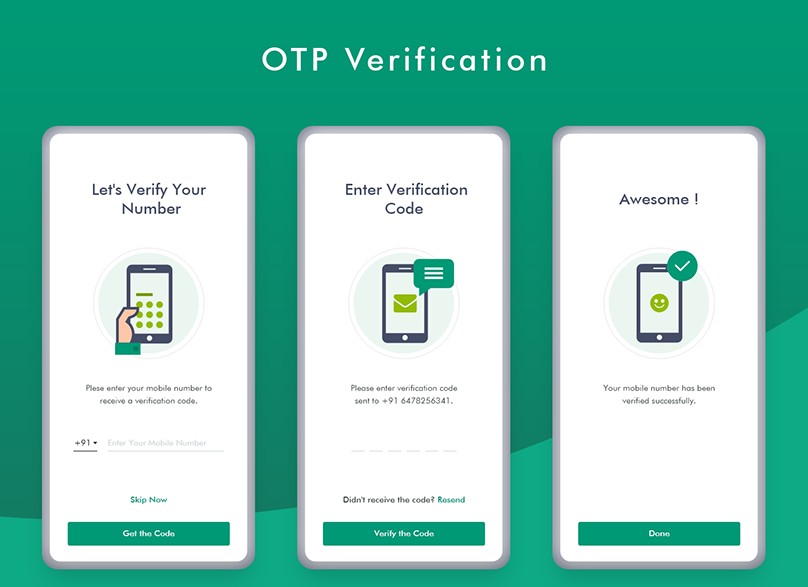 OTP Verification
Let's Verify Your
Number
Plese enter your mobile number to
receive a verification code.
+91
Enter Your Mobile Number
Skip Now
Get the Code
Enter Verification
Code
Please enter verification code
sent to +91 6478256341.
Didn't receive the code? Resend
Verify the Code
Awesome !
Your mobile number has been
verified successfully.
Done